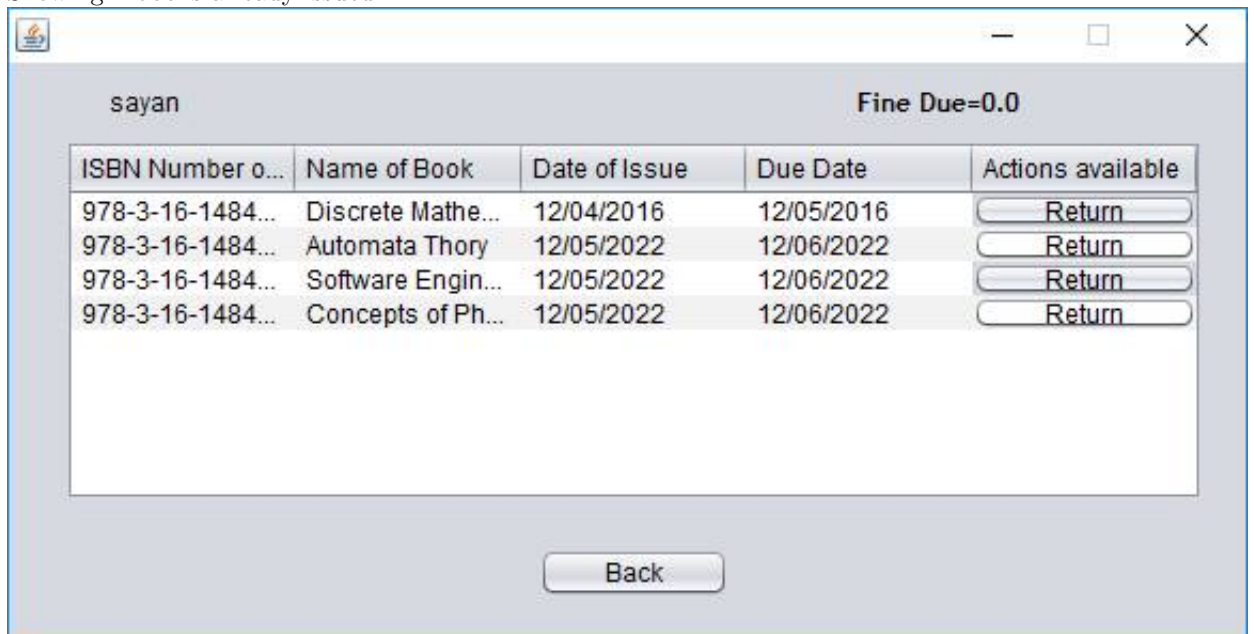 sayan Fine Due=0.0
ISBN Number o... Name of Book Date of Issue Due Date Actions available
978-3-16-1484... Discrete Mathe... 12/04/2016 12/05/2016 Return
978-3-16-1484... Automata Thory 12/05/2022 12/06/2022 Return
978-3-16-1484... Software Engin... 12/05/2022 12/06/2022 Return
978-3-16-1484... Concepts of Ph... 12/05/2022 12/06/2022 Return
Back